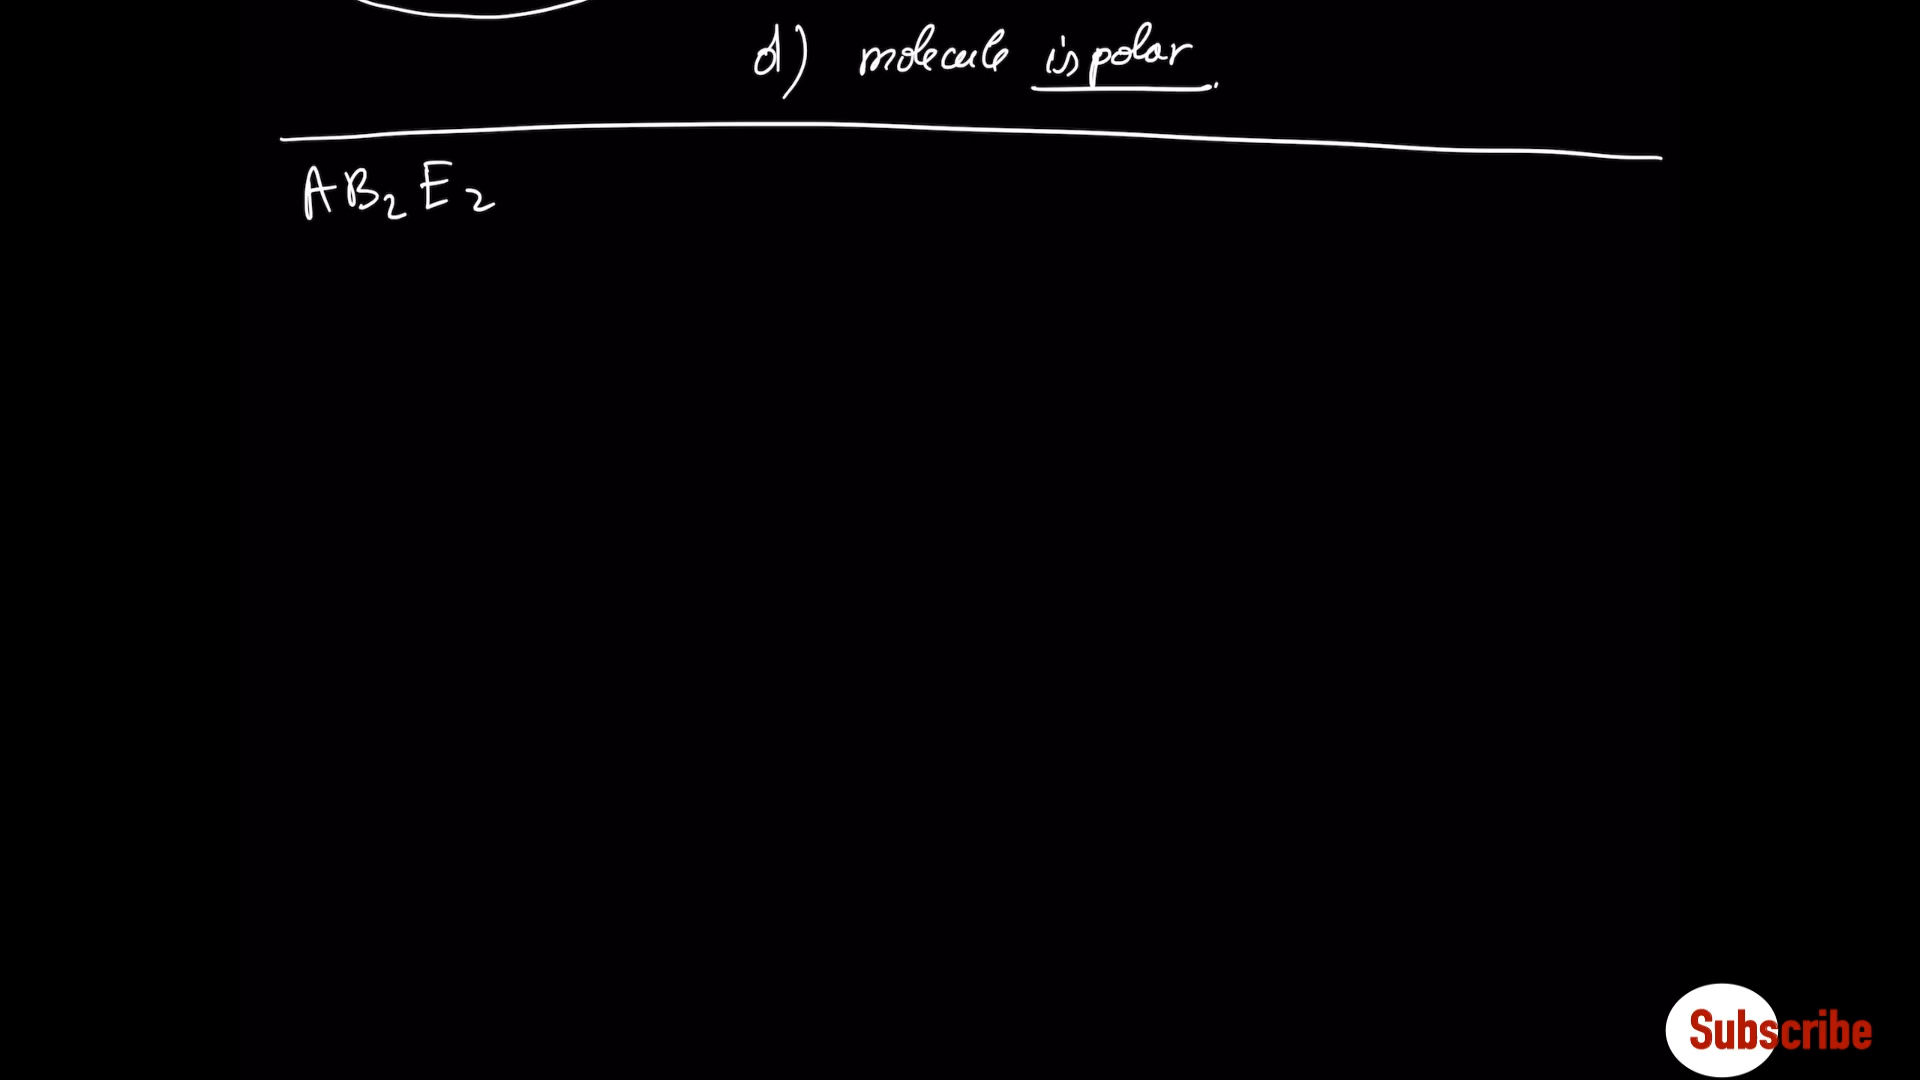 d) molecule is polar.
AB₂E₂
Subscribe